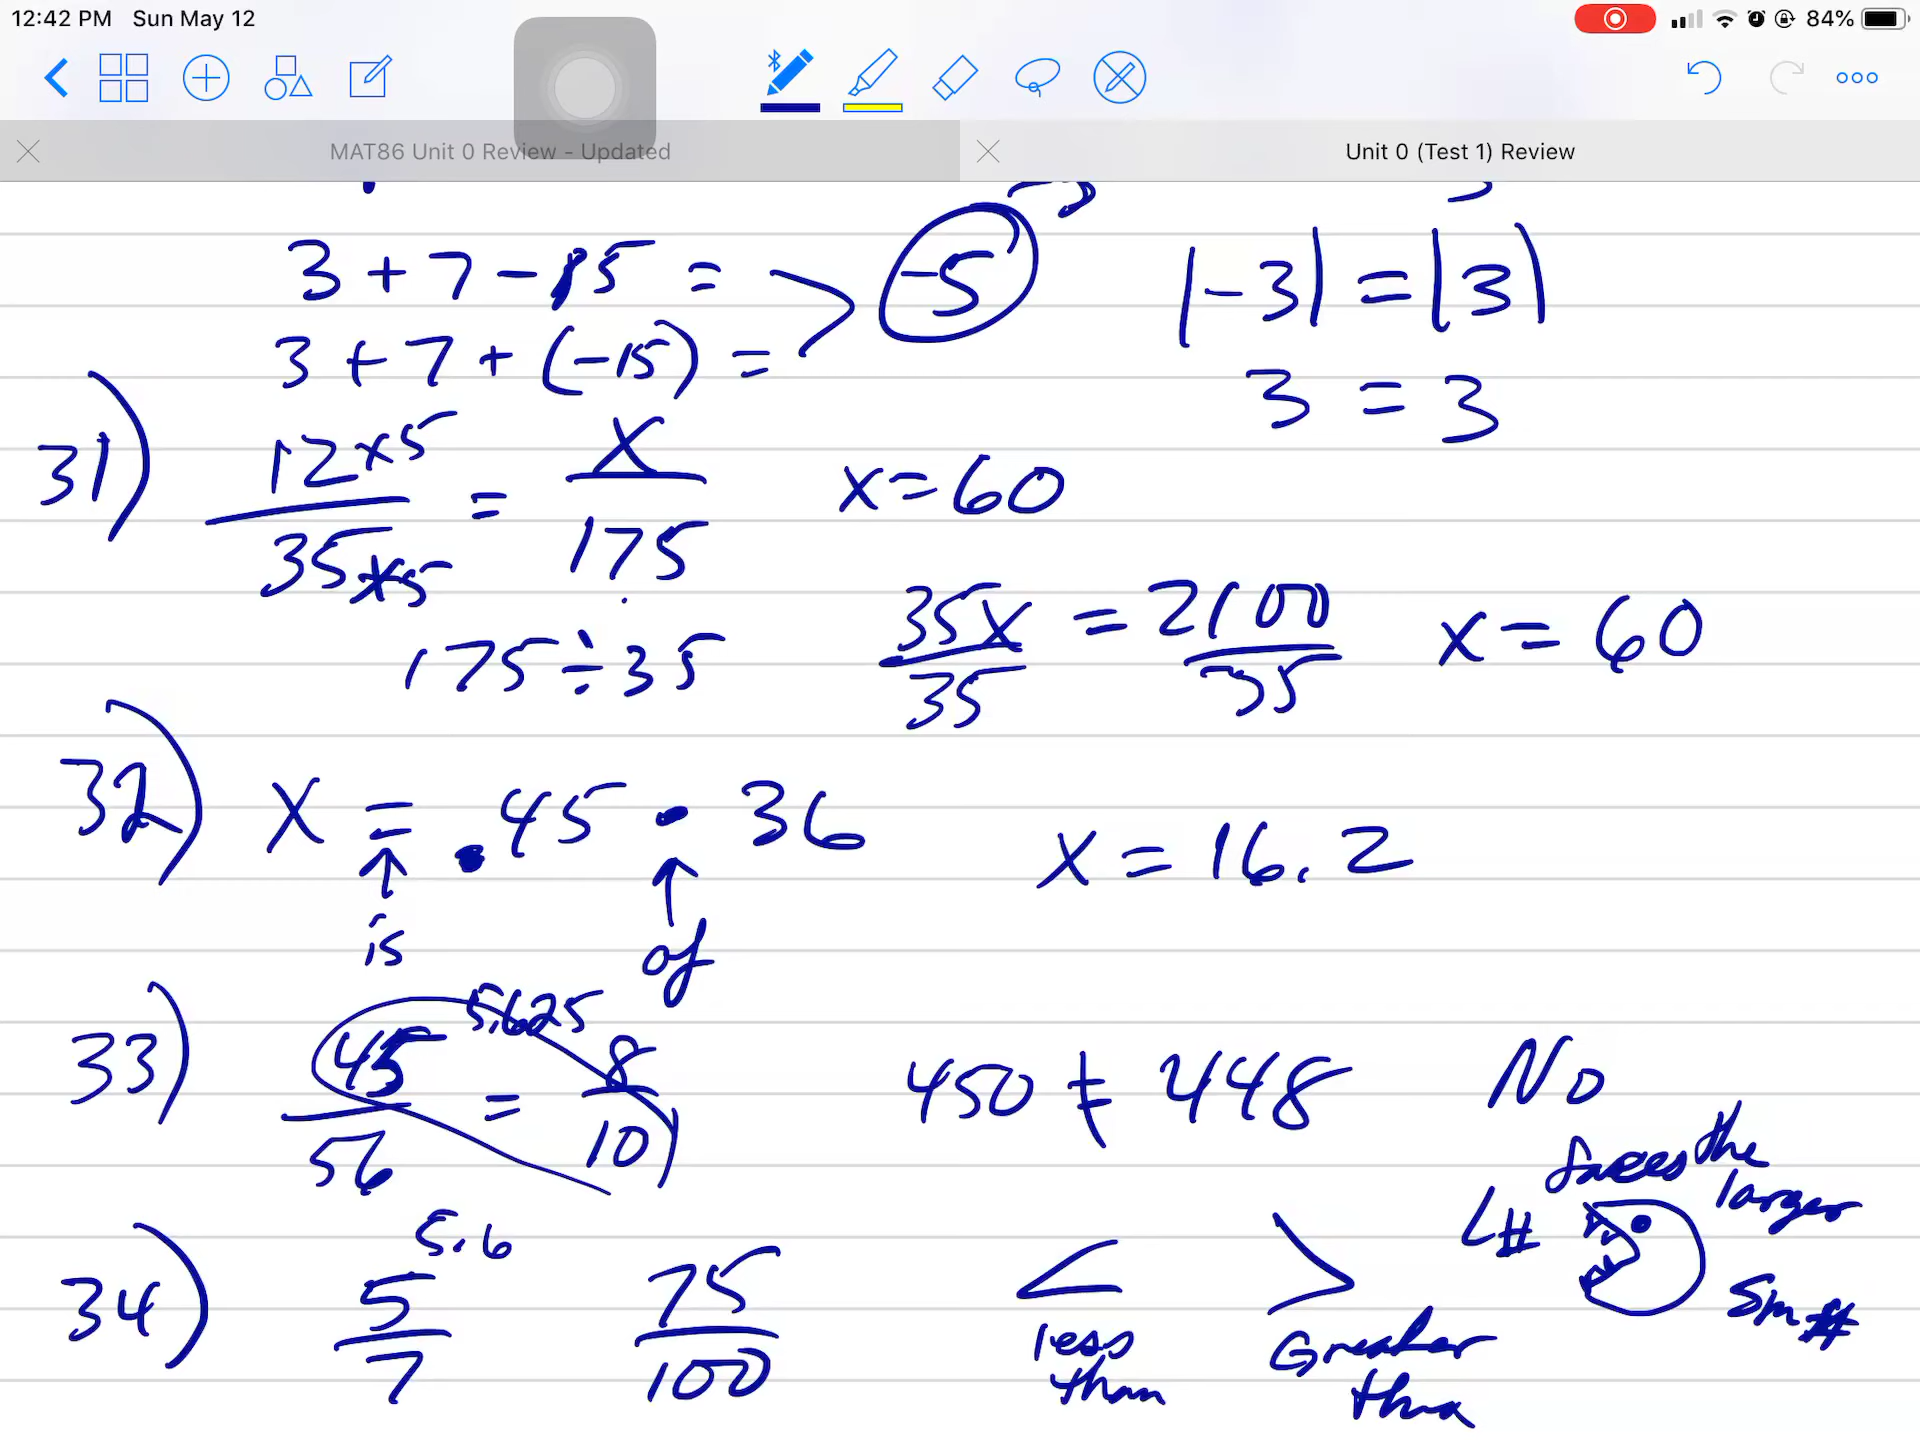 12:42 PM Sun May 12
84%
MAT86 Unit 0 Review - Updated
Unit 0 (Test 1) Review
3 + 7 - 15 = -5
3 + 7 + (-15) =
|-3| = |3|
3 = 3
31) 12 x5 / 35 x5 = x / 175 x = 60
175 ÷ 35
35x / 35 = 2100 / 35 x = 60
32) x = .45 · 36 x = 16.2
is of
33) 45 / 56 = 8 / 10 450 ≠ 448 No
5.625
faces the larger
L# Sm #
5.6
34) 5 / 7 75 / 100 < >
less than
Greater